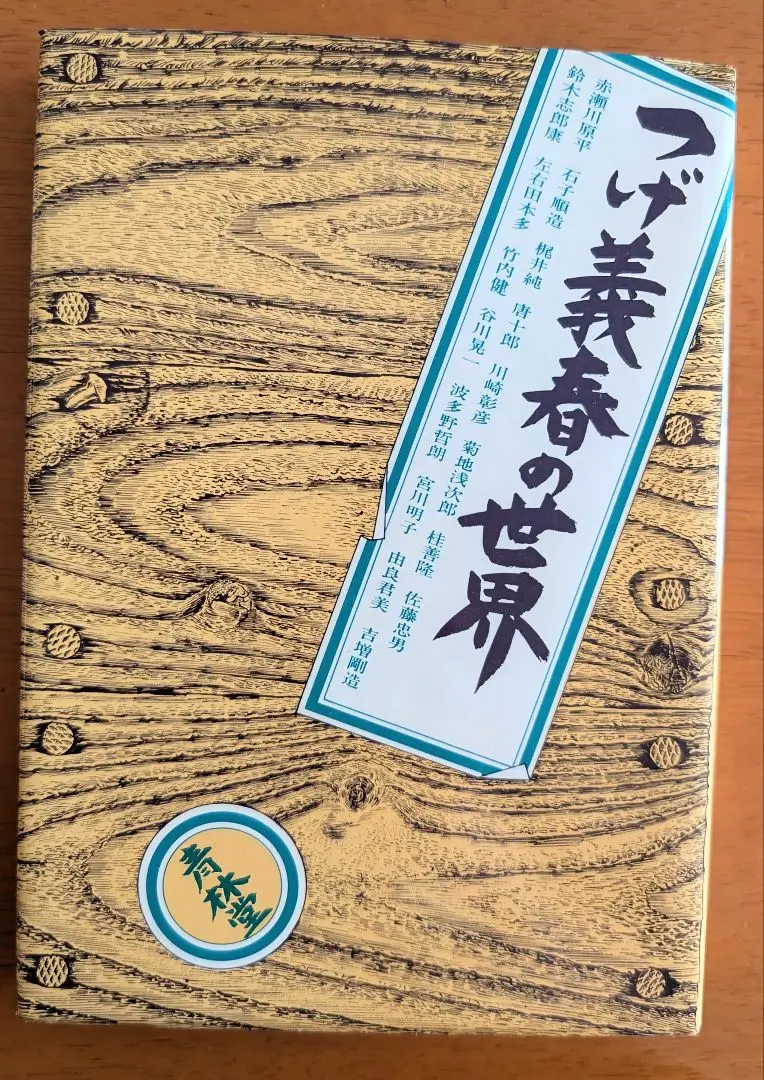 つげ義春の世界
赤瀬川原平 石子順造 梶井純 唐十郎 川崎彰彦 菊地浅次郎 桂善隆 佐藤忠男
鈴木志郎康 左右田本多 竹内健 谷川晃一 波多野哲朗 宮川明子 由良君美 吉増剛造
青林堂